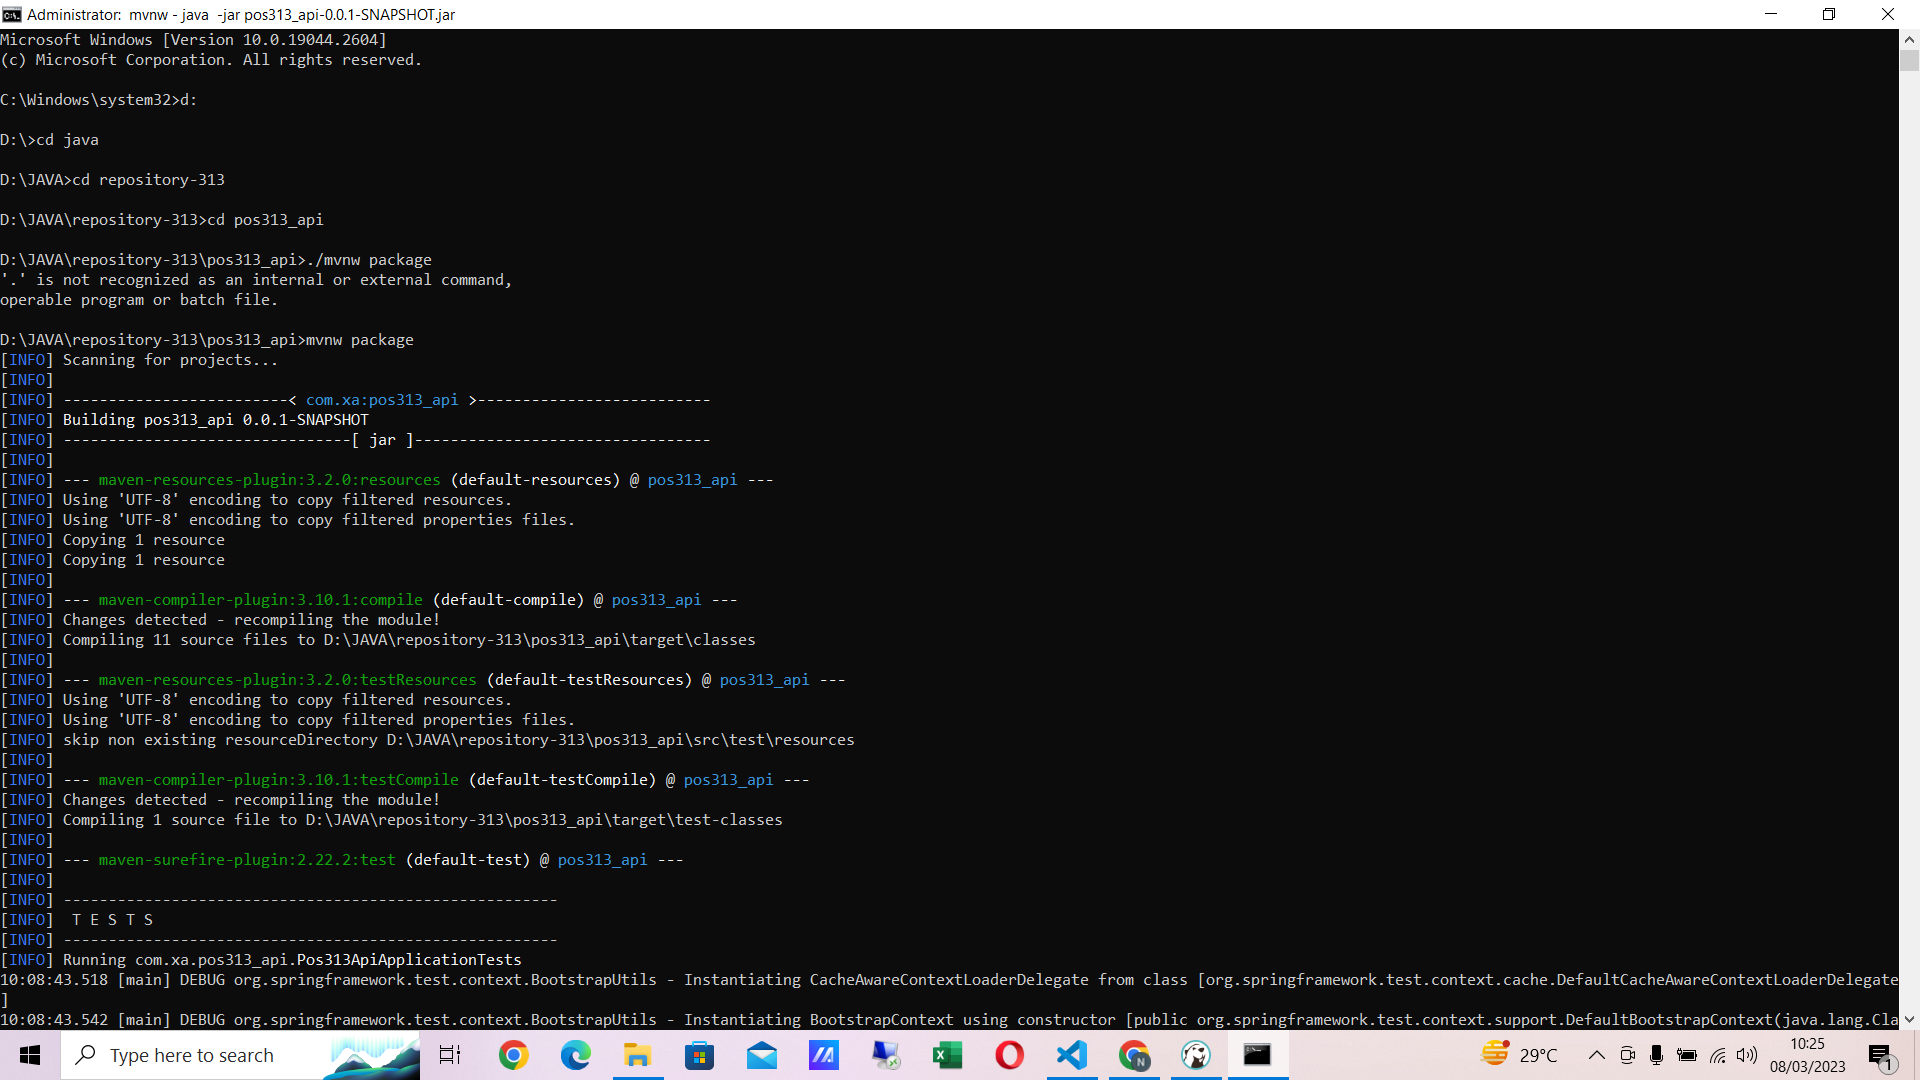 Administrator:  mvnw - java  -jar pos313_api-0.0.1-SNAPSHOT.jar
Microsoft Windows [Version 10.0.19044.2604]
(c) Microsoft Corporation. All rights reserved.
C:\Windows\system32>d:
D:\>cd java
D:\JAVA>cd repository-313
D:\JAVA\repository-313>cd pos313_api
D:\JAVA\repository-313\pos313_api>./mvnw package
'.' is not recognized as an internal or external command,
operable program or batch file.
D:\JAVA\repository-313\pos313_api>mvnw package
[INFO] Scanning for projects...
[INFO]
[INFO] -------------------------< com.xa:pos313_api >--------------------------
[INFO] Building pos313_api 0.0.1-SNAPSHOT
[INFO] --------------------------------[ jar ]---------------------------------
[INFO]
[INFO] --- maven-resources-plugin:3.2.0:resources (default-resources) @ pos313_api ---
[INFO] Using 'UTF-8' encoding to copy filtered resources.
[INFO] Using 'UTF-8' encoding to copy filtered properties files.
[INFO] Copying 1 resource
[INFO] Copying 1 resource
[INFO]
[INFO] --- maven-compiler-plugin:3.10.1:compile (default-compile) @ pos313_api ---
[INFO] Changes detected - recompiling the module!
[INFO] Compiling 11 source files to D:\JAVA\repository-313\pos313_api\target\classes
[INFO]
[INFO] --- maven-resources-plugin:3.2.0:testResources (default-testResources) @ pos313_api ---
[INFO] Using 'UTF-8' encoding to copy filtered resources.
[INFO] Using 'UTF-8' encoding to copy filtered properties files.
[INFO] skip non existing resourceDirectory D:\JAVA\repository-313\pos313_api\src\test\resources
[INFO]
[INFO] --- maven-compiler-plugin:3.10.1:testCompile (default-testCompile) @ pos313_api ---
[INFO] Changes detected - recompiling the module!
[INFO] Compiling 1 source file to D:\JAVA\repository-313\pos313_api\target\test-classes
[INFO]
[INFO] --- maven-surefire-plugin:2.22.2:test (default-test) @ pos313_api ---
[INFO]
[INFO] -------------------------------------------------------
[INFO]  T E S T S
[INFO] -------------------------------------------------------
[INFO] Running com.xa.pos313_api.Pos313ApiApplicationTests
10:08:43.518 [main] DEBUG org.springframework.test.context.BootstrapUtils - Instantiating CacheAwareContextLoaderDelegate from class [org.springframework.test.context.cache.DefaultCacheAwareContextLoaderDelegate
]
10:08:43.542 [main] DEBUG org.springframework.test.context.BootstrapUtils - Instantiating BootstrapContext using constructor [public org.springframework.test.context.support.DefaultBootstrapContext(java.lang.Cla
Type here to search
29°C
10:25
08/03/2023
1
N